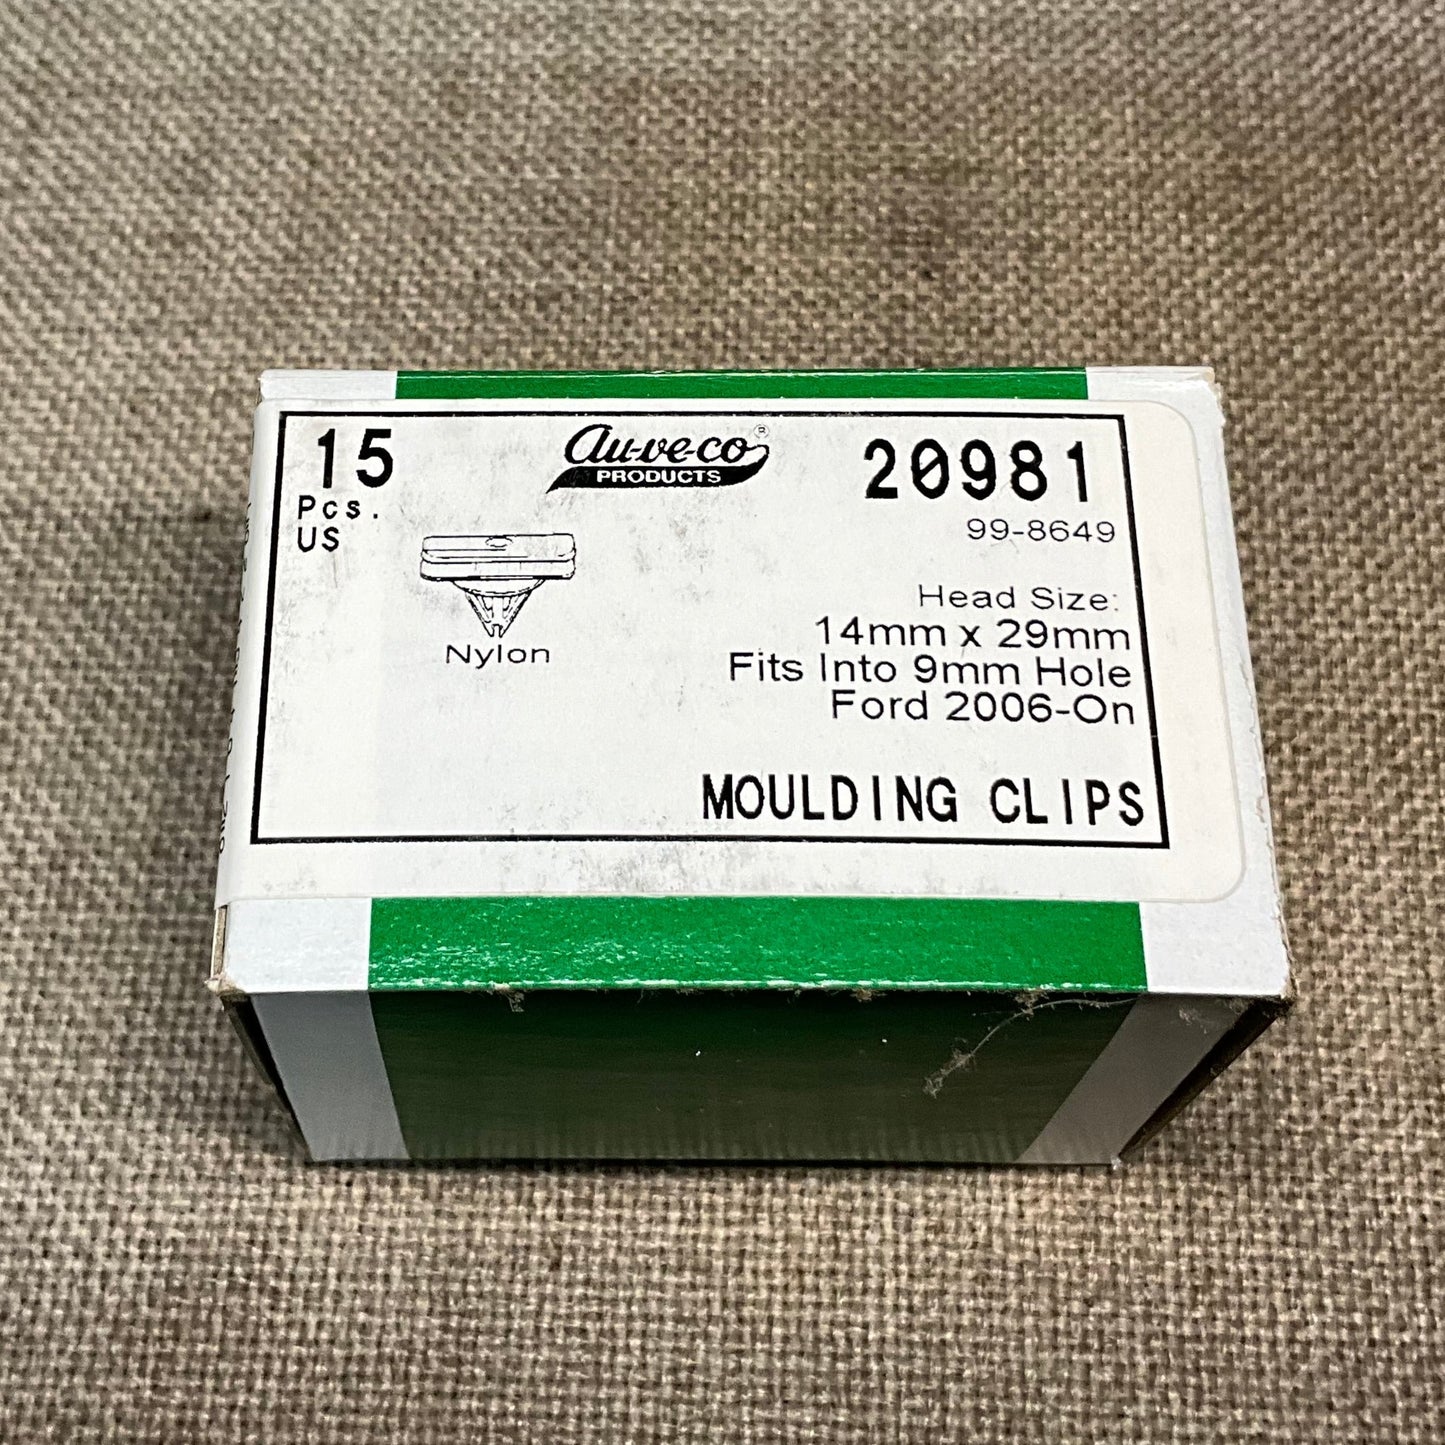 15
Pcs.
US
au-ve-co®
PRODUCTS
20981
99-8649
Nylon
Head Size:
14mm x 29mm
Fits Into 9mm Hole
Ford 2006-On
MOULDING CLIPS